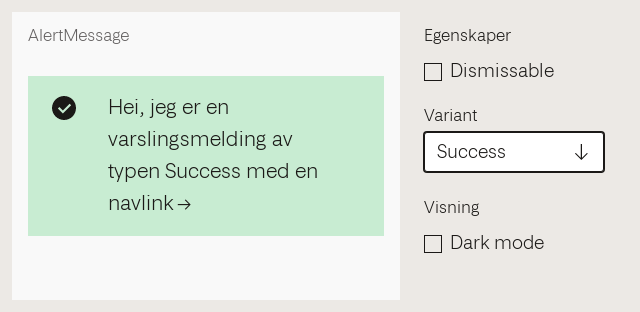 AlertMessage
Hei, jeg er en
varslingsmelding av
typen Success med en
navlink →
Egenskaper
Dismissable
Variant
Success
Visning
Dark mode